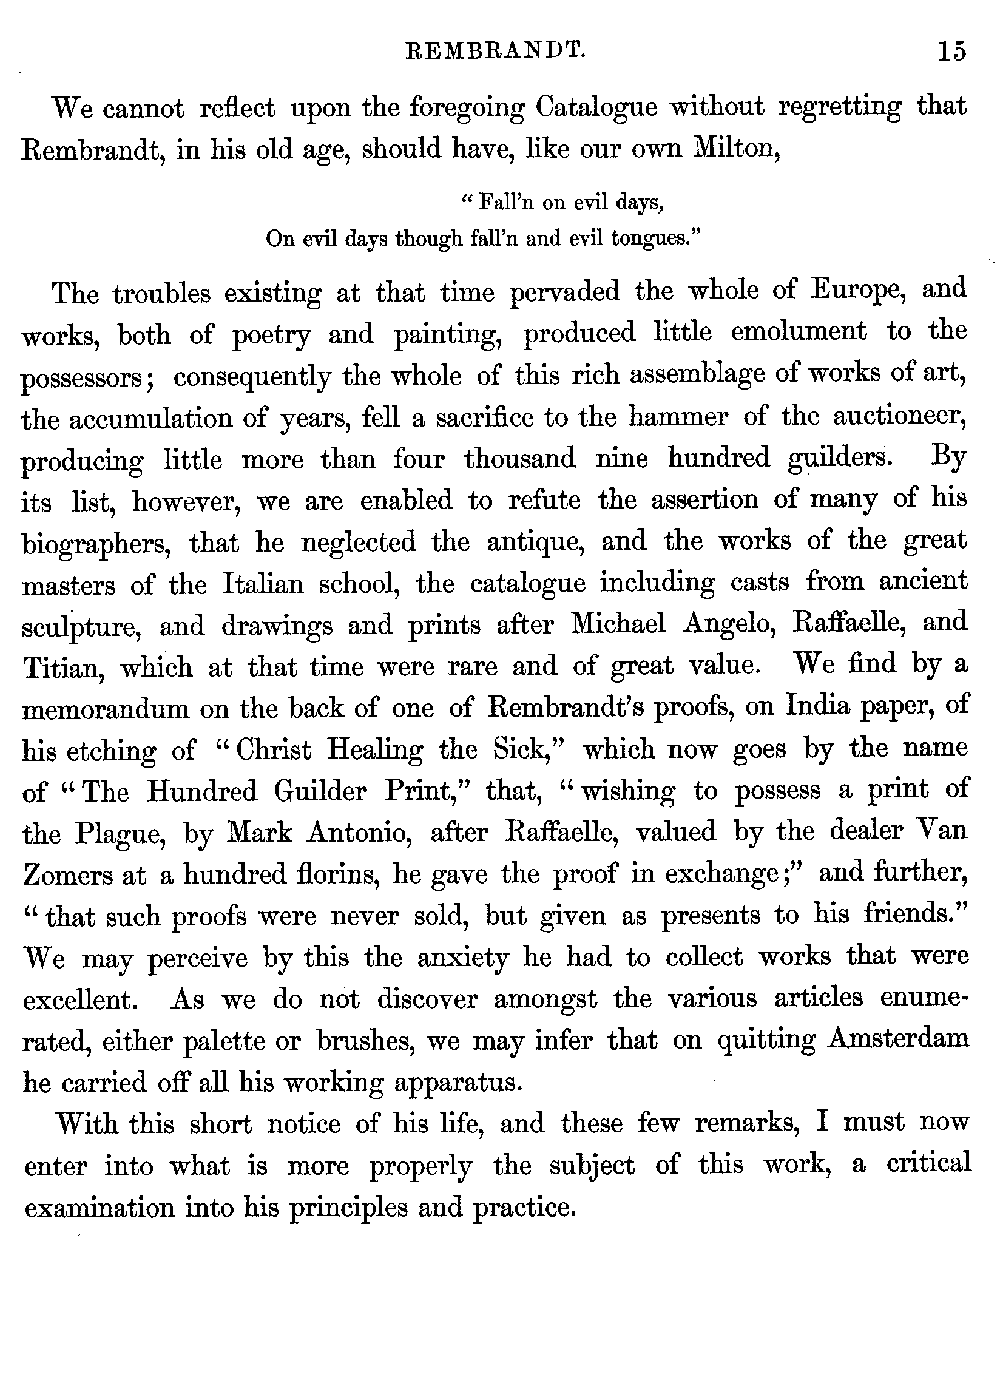 REMBRANDT. 15
We cannot reflect upon the foregoing Catalogue without regretting that
Rembrandt, in his old age, should have, like our own Milton,
“ Fall’n on evil days,
On evil days though fall’n and evil tongues.”
The troubles existing at that time pervaded the whole of Europe, and
works, both of poetry and painting, produced little emolument to the
possessors; consequently the whole of this rich assemblage of works of art,
the accumulation of years, fell a sacrifice to the hammer of the auctioneer,
producing little more than four thousand nine hundred guilders. By
its list, however, we are enabled to refute the assertion of many of his
biographers, that he neglected the antique, and the works of the great
masters of the Italian school, the catalogue including casts from ancient
sculpture, and drawings and prints after Michael Angelo, Raffaelle, and
Titian, which at that time were rare and of great value. We find by a
memorandum on the back of one of Rembrandt’s proofs, on India paper, of
his etching of “ Christ Healing the Sick,” which now goes by the name
of “ The Hundred Guilder Print,” that, “ wishing to possess a print of
the Plague, by Mark Antonio, after Raffaelle, valued by the dealer Van
Zomers at a hundred florins, he gave the proof in exchange;” and further,
“ that such proofs were never sold, but given as presents to his friends.”
We may perceive by this the anxiety he had to collect works that were
excellent. As we do not discover amongst the various articles enume-
rated, either palette or brushes, we may infer that on quitting Amsterdam
he carried off all his working apparatus.
With this short notice of his life, and these few remarks, I must now
enter into what is more properly the subject of this work, a critical
examination into his principles and practice.